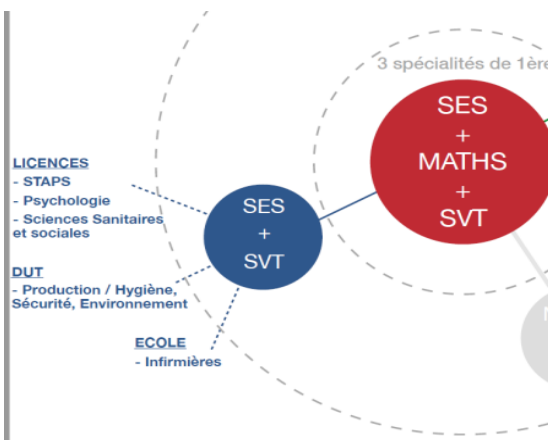 3 spécialités de 1ère
SES
+
MATHS
+
SVT
LICENCES
- STAPS
- Psychologie
- Sciences Sanitaires
et sociales
SES
+
SVT
DUT
- Production / Hygiène,
Sécurité, Environnement
ECOLE
- Infirmières